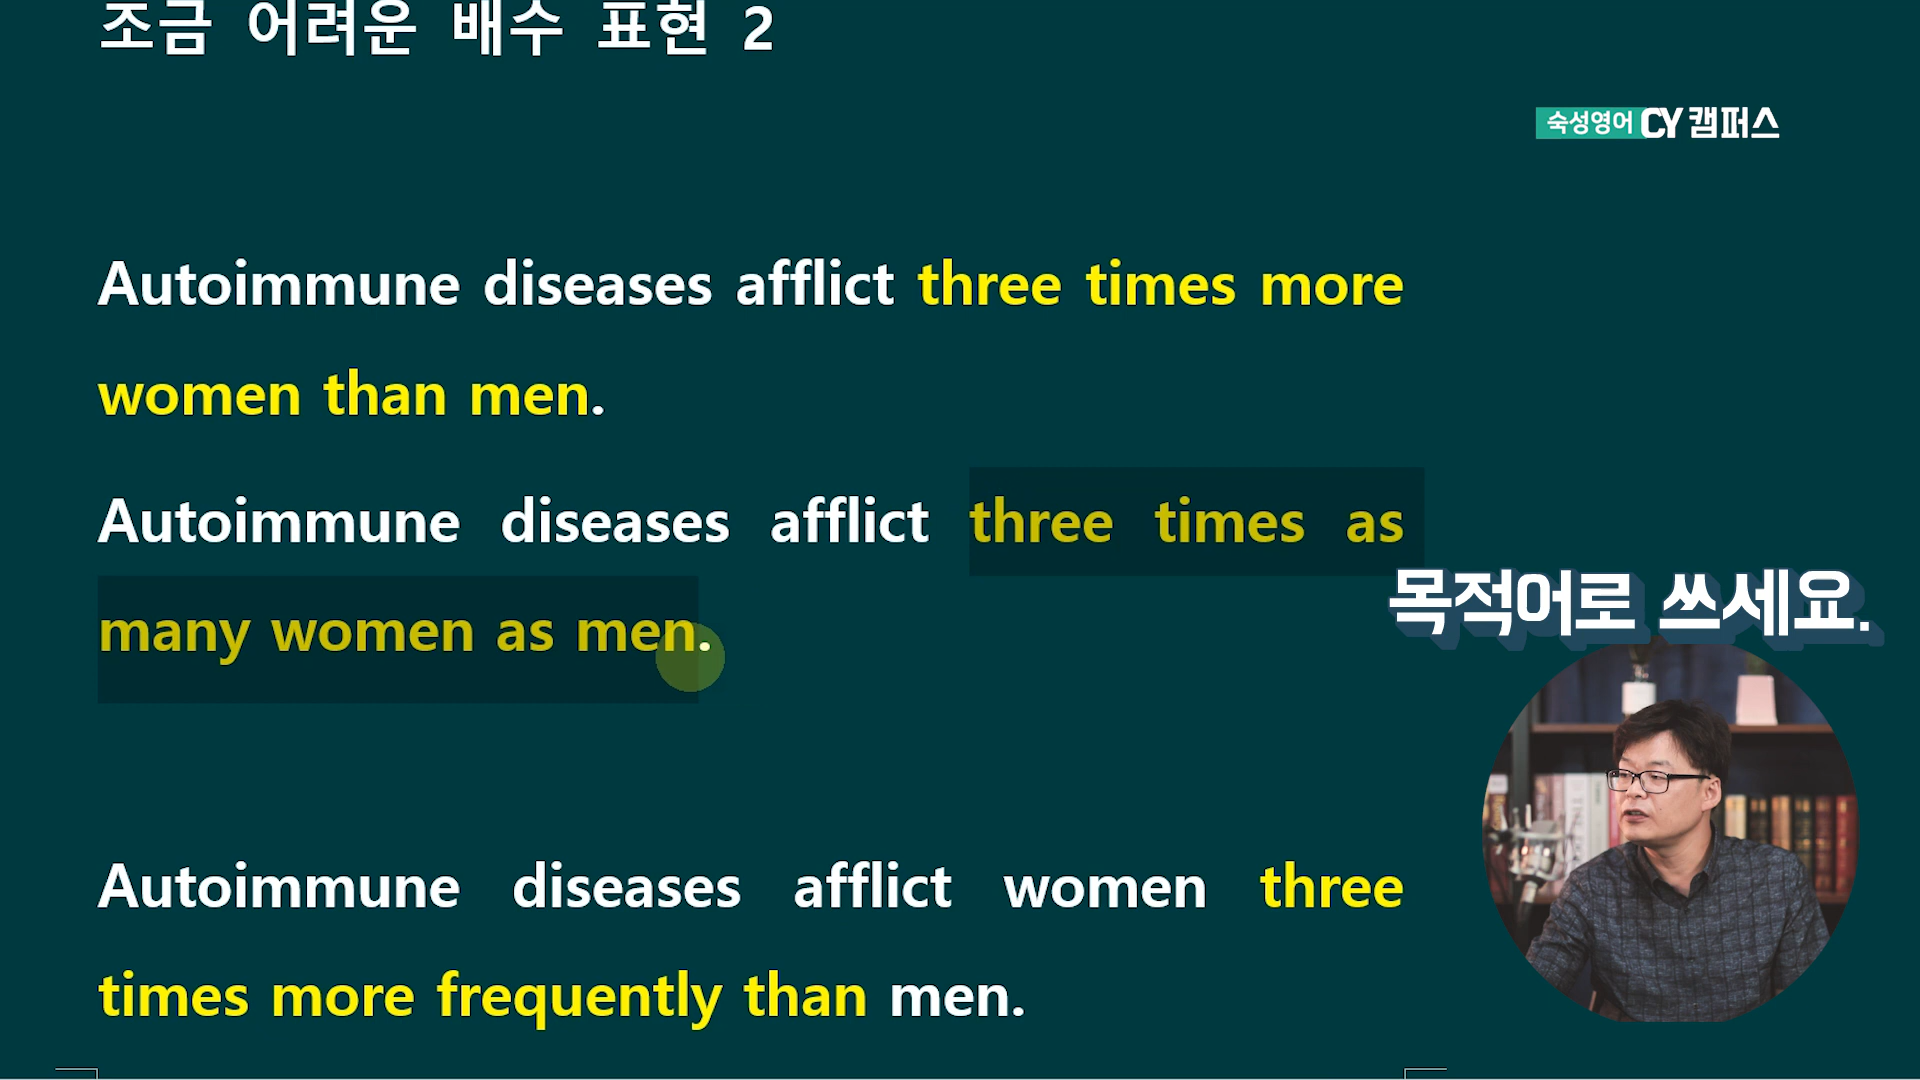 조금 어려운 배수 표현 2
숙성영어 CY 캠퍼스
Autoimmune diseases afflict three times more
women than men.
Autoimmune diseases afflict three times as
many women as men.
목적어로 쓰세요.
Autoimmune diseases afflict women three
times more frequently than men.